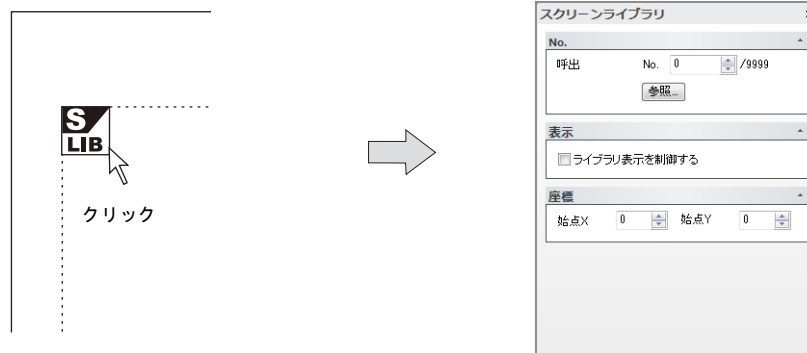 S
LIB
クリック
スクリーンライブラリ
No.
呼出 No. 0 /9999
参照...
表示
ライブラリ表示を制御する
座標
始点X 0 始点Y 0